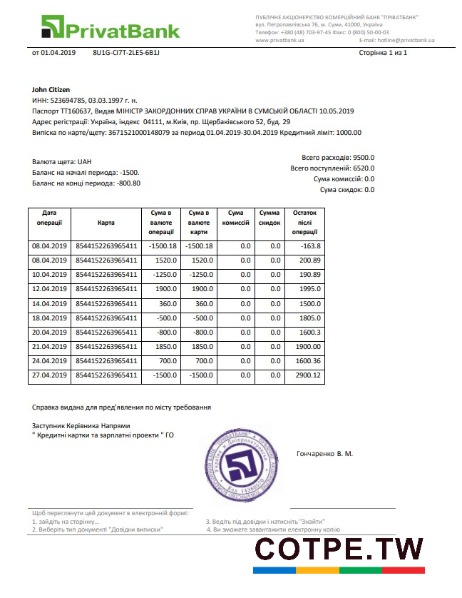 PrivatBank
ПУБЛІЧНЕ АКЦІОНЕРНОЕ КОМЕРЦІЙНИЙ БАНК "ПРІВАТБАНК"
вул. Петропавлівська 76, м. Суми, 40000, Україна
Телефон: +380 (48) 703-97-45 Факс: 0 (800) 50-00-03
www.privatbank.ua E-mail: hotline@privatbank.ua
от 01.04.2019 8U1G-CI7T-2LE5-6B1J Сторінка 1 из 1
John Citizen
ИНН: 523694785, 03.03.1997 г. н.
Паспорт ТТ160637, Видав МІНІСТР ЗАКОРДОННИХ СПРАВ УКРАЇНИ В СУМСЬКІЙ ОБЛАСТІ 10.05.2019
Адрес регістрації: Україна, індекс 04111, м.Київ, пр. Щербаківського 52, буд. 29
Випіска по карте/щету: 3671521000148079 за период 01.04.2019-30.04.2019 Кредитний ліміт: 1000.00
Всего расходів: 9500.0
Всего поступленій: 6520.0
Сума комиссій: 0.0
Сума скидок: 0.0
Валюта щета: UAH
Баланс на началі периода: -1500.
Баланс на конці периода: -800.80
Дата операції Карта Сума в валюте операції Сума в валюте карти Сума комиссій Сумма скидок Остаток після операції
08.04.2019 8544152263965411 -1500.18 -1500.18 0.0 0.0 -163.8
08.04.2019 8544152263965411 1520.0 1520.0 0.0 0.0 200.89
10.04.2019 8544152263965411 -1250.0 -1250.0 0.0 0.0 190.89
12.04.2019 8544152263965411 1900.0 1900.0 0.0 0.0 1995.0
14.04.2019 8544152263965411 360.0 360.0 0.0 0.0 1500.0
18.04.2019 8544152263965411 -500.0 -500.0 0.0 0.0 1805.0
20.04.2019 8544152263965411 -800.0 -800.0 0.0 0.0 1600.3
21.04.2019 8544152263965411 1850.0 1850.0 0.0 0.0 1900.00
24.04.2019 8544152263965411 700.0 700.0 0.0 0.0 1600.36
27.04.2019 8544152263965411 -1500.0 -1500.0 0.0 0.0 2900.12
Справка видана для пред'явления по місту требования
Заступник Керівника Напрями
" Кредитні картки та зарплатні проекти " ГО
Гончаренко В. М.
Щоб переглянути цей документ в електронній формі:
1. зайдіть на сторінку...
2. Виберіть тип документі "Довідки виписки"
3. Ведіть під довідки і натисніть "Знайти"
4. Ви зможете завантажити електронну копію
COTPE.TW